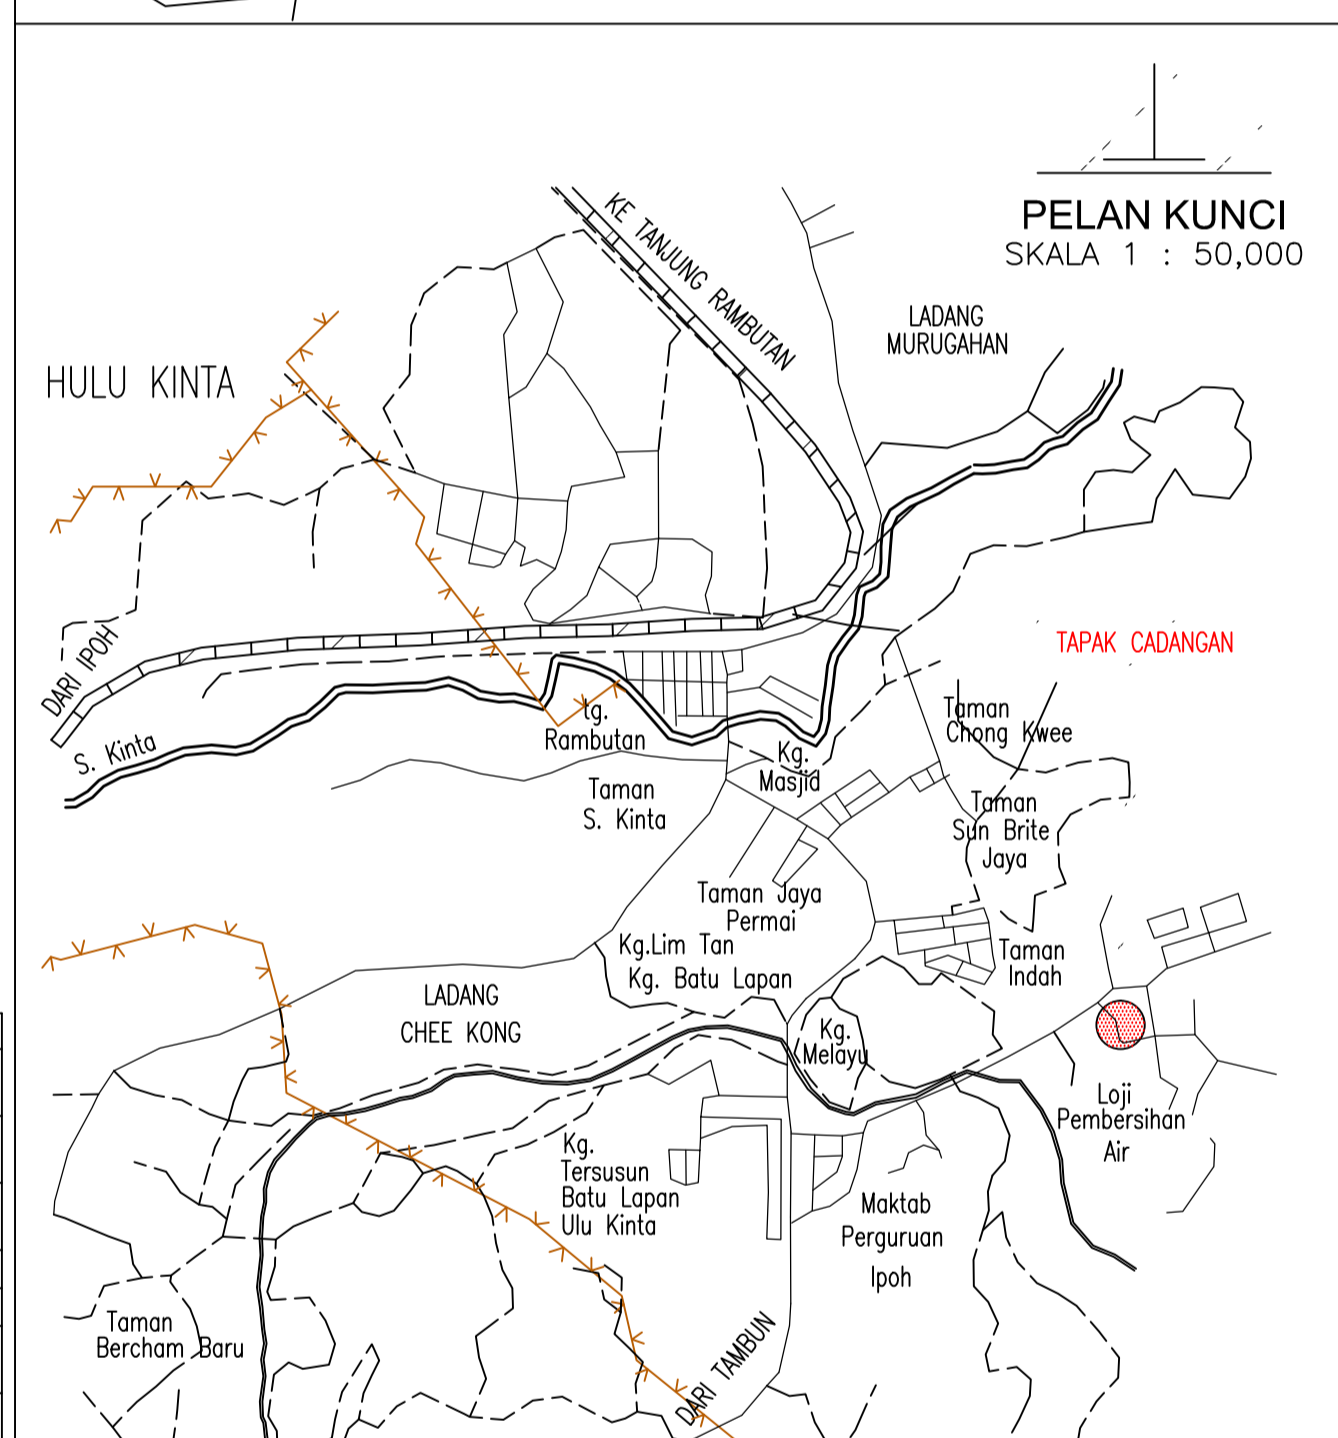 PELAN KUNCI
SKALA 1 : 50,000
KE TANJUNG RAMBUTAN
LADANG
MURUGAHAN
HULU KINTA
DARI IPOH
TAPAK CADANGAN
S. Kinta
tg.
Rambutan
Taman
Chong Kwee
Kg.
Masjid
Taman
S. Kinta
Taman
Sun Brite
Jaya
Taman Jaya
Permai
Kg.Lim Tan
Kg. Batu Lapan
Taman
Indah
LADANG
CHEE KONG
Kg.
Melayu
Loji
Pembersihan
Air
Kg.
Tersusun
Batu Lapan
Ulu Kinta
Maktab
Perguruan
Ipoh
Taman
Bercham Baru
DARI TAMBUN